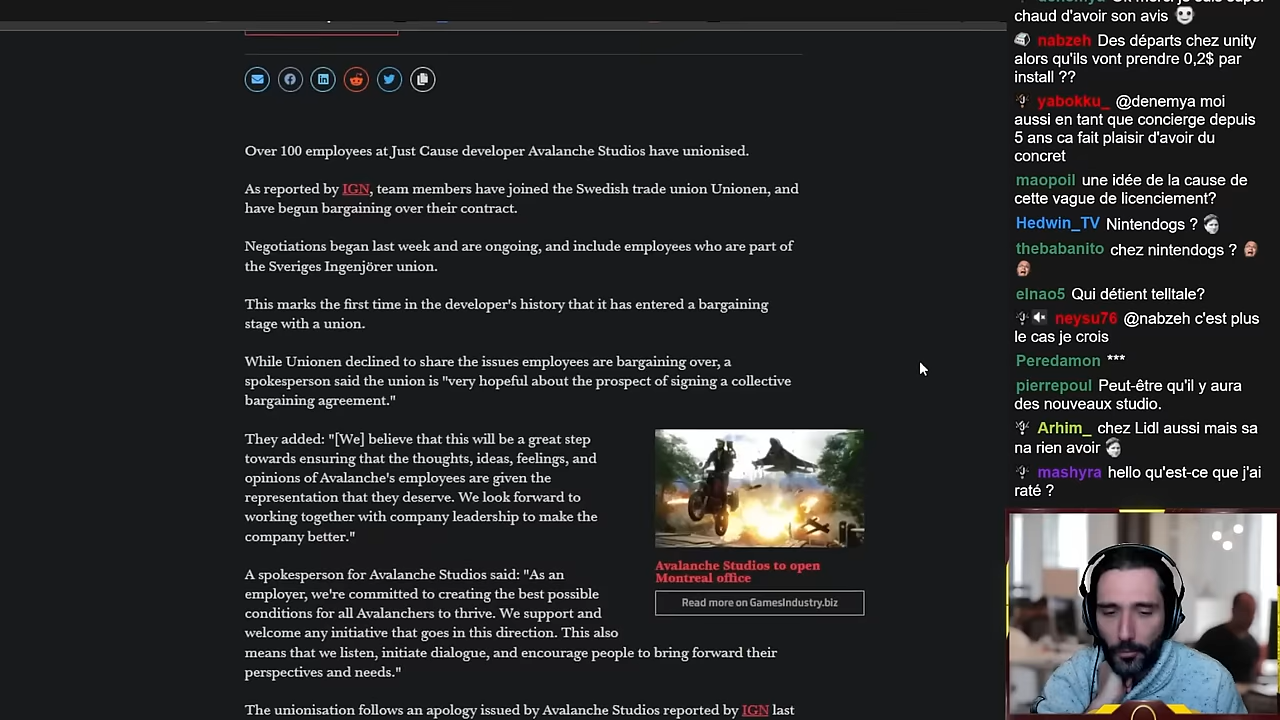 Over 100 employees at Just Cause developer Avalanche Studios have unionised.
As reported by IGN, team members have joined the Swedish trade union Unionen, and
have begun bargaining over their contract.
Negotiations began last week and are ongoing, and include employees who are part of
the Sveriges Ingenjörer union.
This marks the first time in the developer's history that it has entered a bargaining
stage with a union.
While Unionen declined to share the issues employees are bargaining over, a
spokesperson said the union is "very hopeful about the prospect of signing a collective
bargaining agreement."
They added: "[We] believe that this will be a great step
towards ensuring that the thoughts, ideas, feelings, and
opinions of Avalanche's employees are given the
representation that they deserve. We look forward to
working together with company leadership to make the
company better."
Avalanche Studios to open
Montreal office
Read more on GamesIndustry.biz
A spokesperson for Avalanche Studios said: "As an
employer, we're committed to creating the best possible
conditions for all Avalanchers to thrive. We support and
welcome any initiative that goes in this direction. This also
means that we listen, initiate dialogue, and encourage people to bring forward their
perspectives and needs."
The unionisation follows an apology issued by Avalanche Studios reported by IGN last
chaud d'avoir son avis
nabzeh Des départs chez unity
alors qu'ils vont prendre 0,2$ par
install ??
yabokku_ @denemya moi
aussi en tant que concierge depuis
5 ans ca fait plaisir d'avoir du
concret
maopoil une idée de la cause de
cette vague de licenciement?
Hedwin_TV Nintendogs ?
thebabanito chez nintendogs ?
elnao5 Qui détient telltale?
neysu76 @nabzeh c'est plus
le cas je crois
Peredamon ***
pierrepoul Peut-être qu'il y aura
des nouveaux studio.
Arhim_ chez Lidl aussi mais sa
na rien avoir
mashyra hello qu'est-ce que j'ai
raté ?